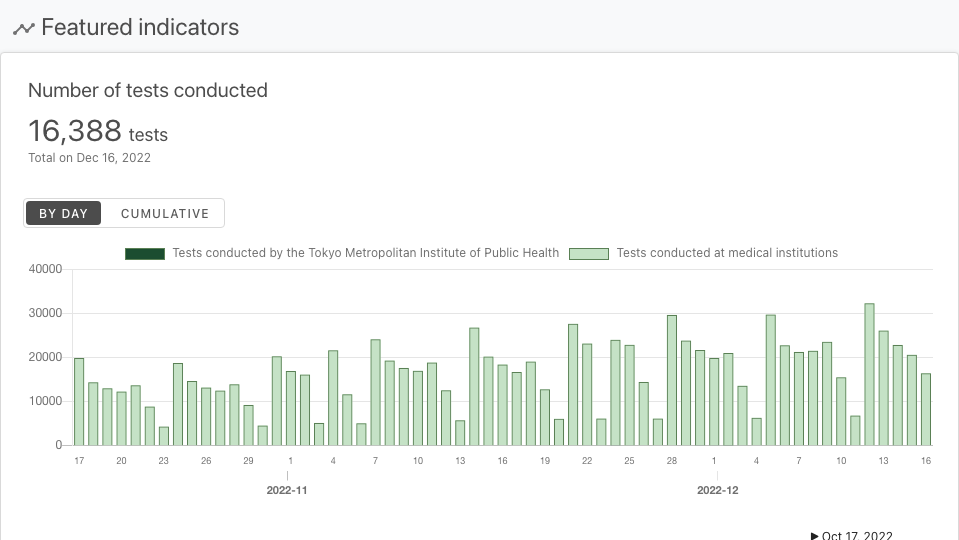 Featured indicators
Number of tests conducted
16,388 tests
Total on Dec 16, 2022
BY DAY CUMULATIVE
Tests conducted by the Tokyo Metropolitan Institute of Public Health Tests conducted at medical institutions
40000
30000
20000
10000
0
17 20 23 26 29 1 4 7 10 13 16 19 22 25 28 1 4 7 10 13 16
2022-11 2022-12
Oct 17, 2022